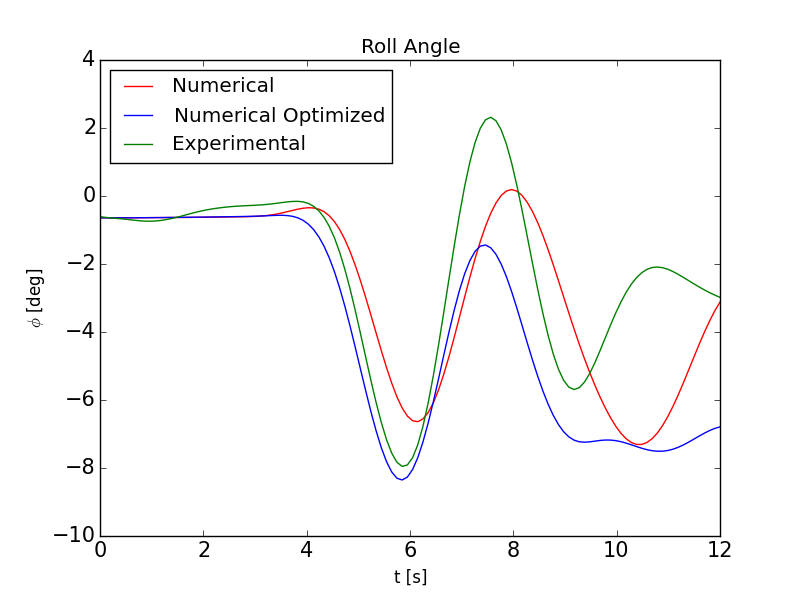 Roll Angle
Numerical
Numerical Optimized
Experimental
4
2
0
−2
−4
−6
−8
−10
ϕ [deg]
0 2 4 6 8 10 12
t [s]